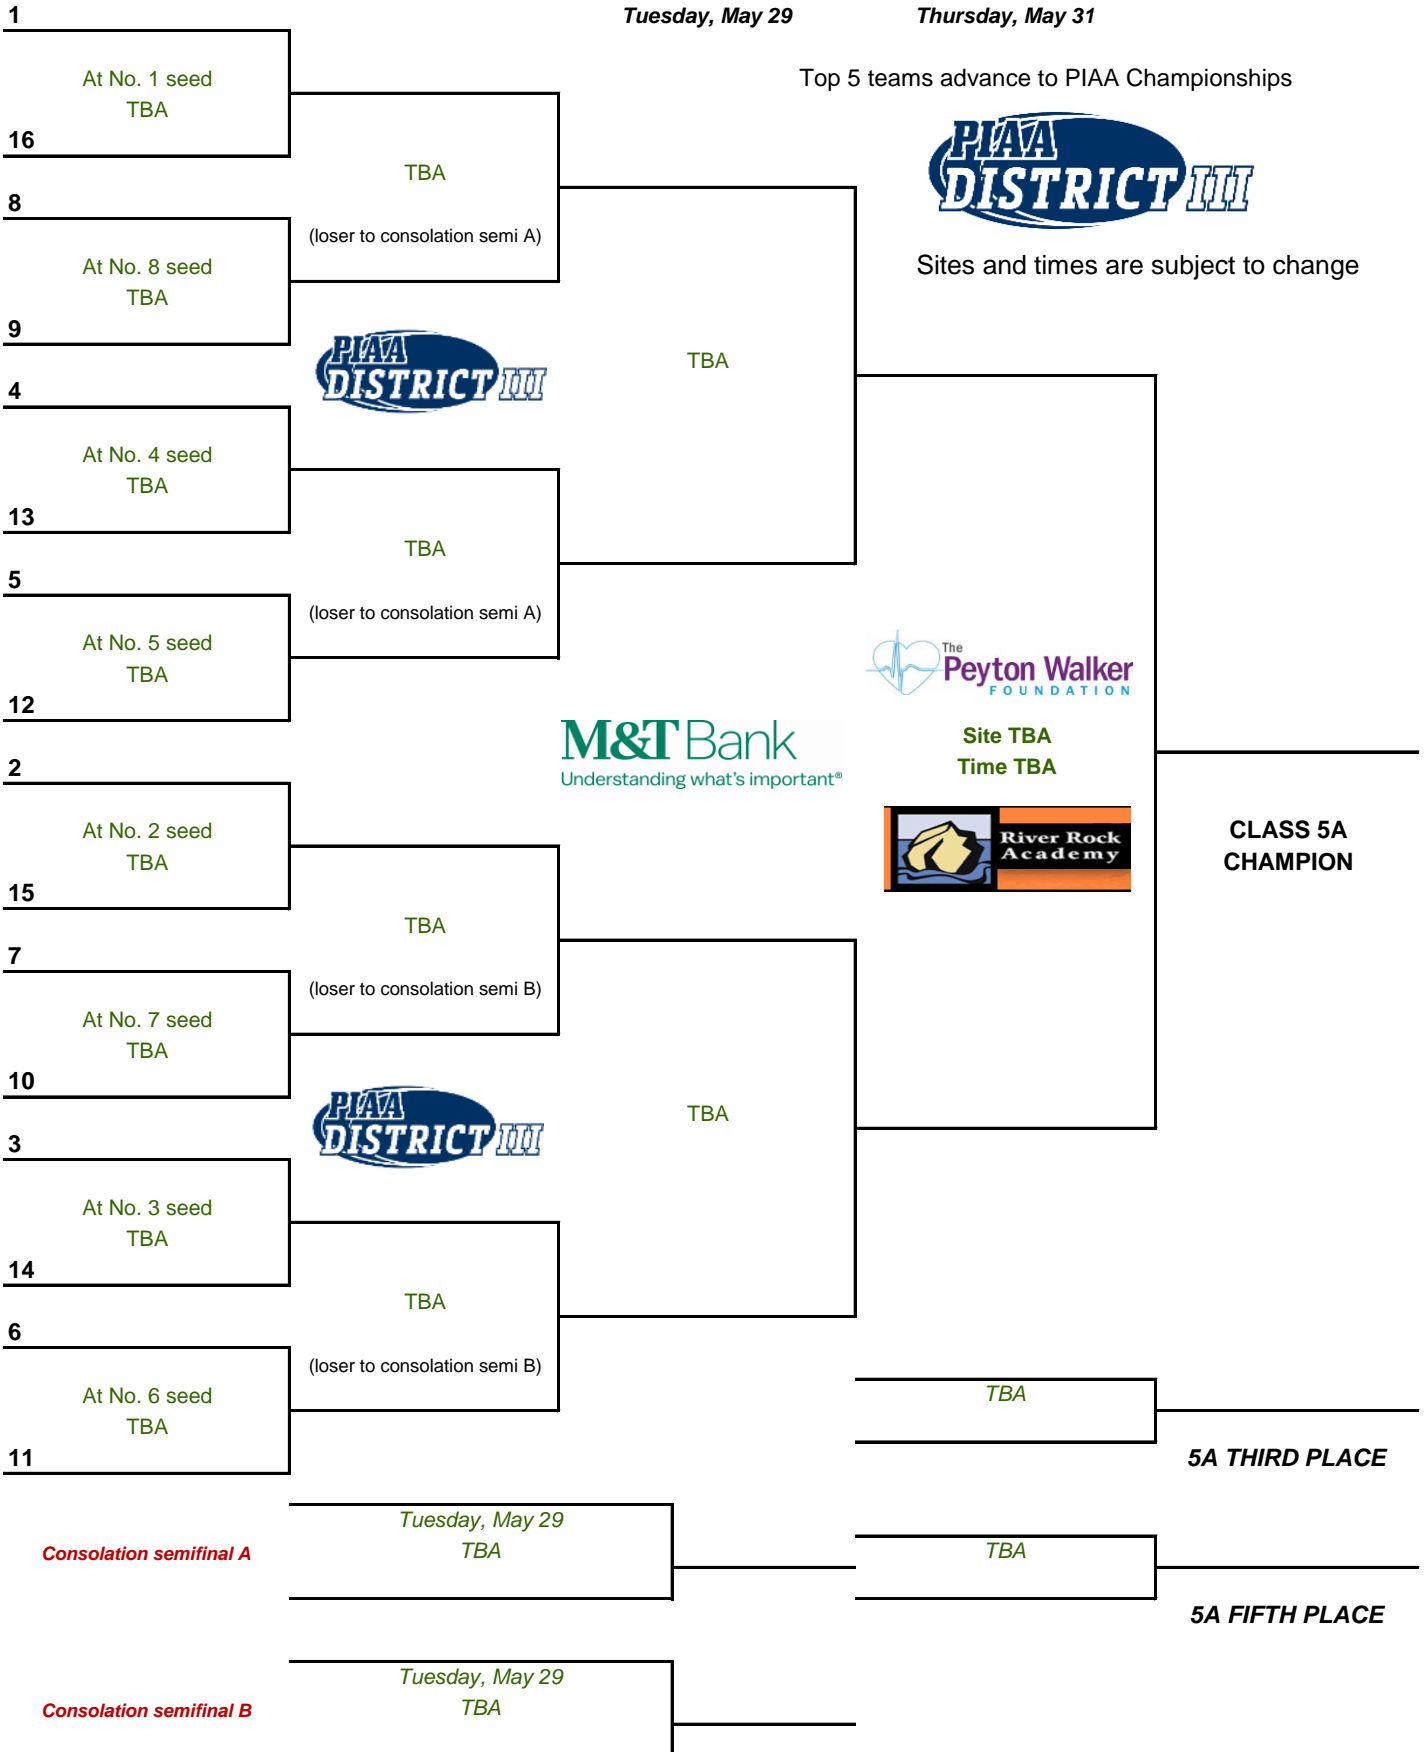 1
Tuesday, May 29
Thursday, May 31
At No. 1 seed
TBA
Top 5 teams advance to PIAA Championships
16
PIAA
DISTRICT III
TBA
8
(loser to consolation semi A)
At No. 8 seed
TBA
Sites and times are subject to change
9
PIAA
DISTRICT III
TBA
4
At No. 4 seed
TBA
13
TBA
5
(loser to consolation semi A)
At No. 5 seed
TBA
The
Peyton Walker
FOUNDATION
12
M&T Bank
Understanding what's important®
Site TBA
Time TBA
2
At No. 2 seed
TBA
River Rock
Academy
CLASS 5A
CHAMPION
15
TBA
7
(loser to consolation semi B)
At No. 7 seed
TBA
10
PIAA
DISTRICT III
TBA
3
At No. 3 seed
TBA
14
TBA
6
(loser to consolation semi B)
At No. 6 seed
TBA
TBA
11
5A THIRD PLACE
Consolation semifinal A
Tuesday, May 29
TBA
TBA
5A FIFTH PLACE
Consolation semifinal B
Tuesday, May 29
TBA